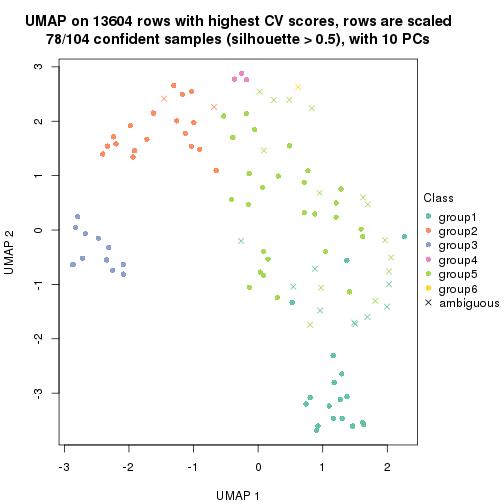 UMAP on 13604 rows with highest CV scores, rows are scaled
78/104 confident samples (silhouette > 0.5), with 10 PCs
3
2
1
0
-1
-2
-3
UMAP 2
-3 -2 -1 0 1 2
UMAP 1
Class
group1
group2
group3
group4
group5
group6
ambiguous